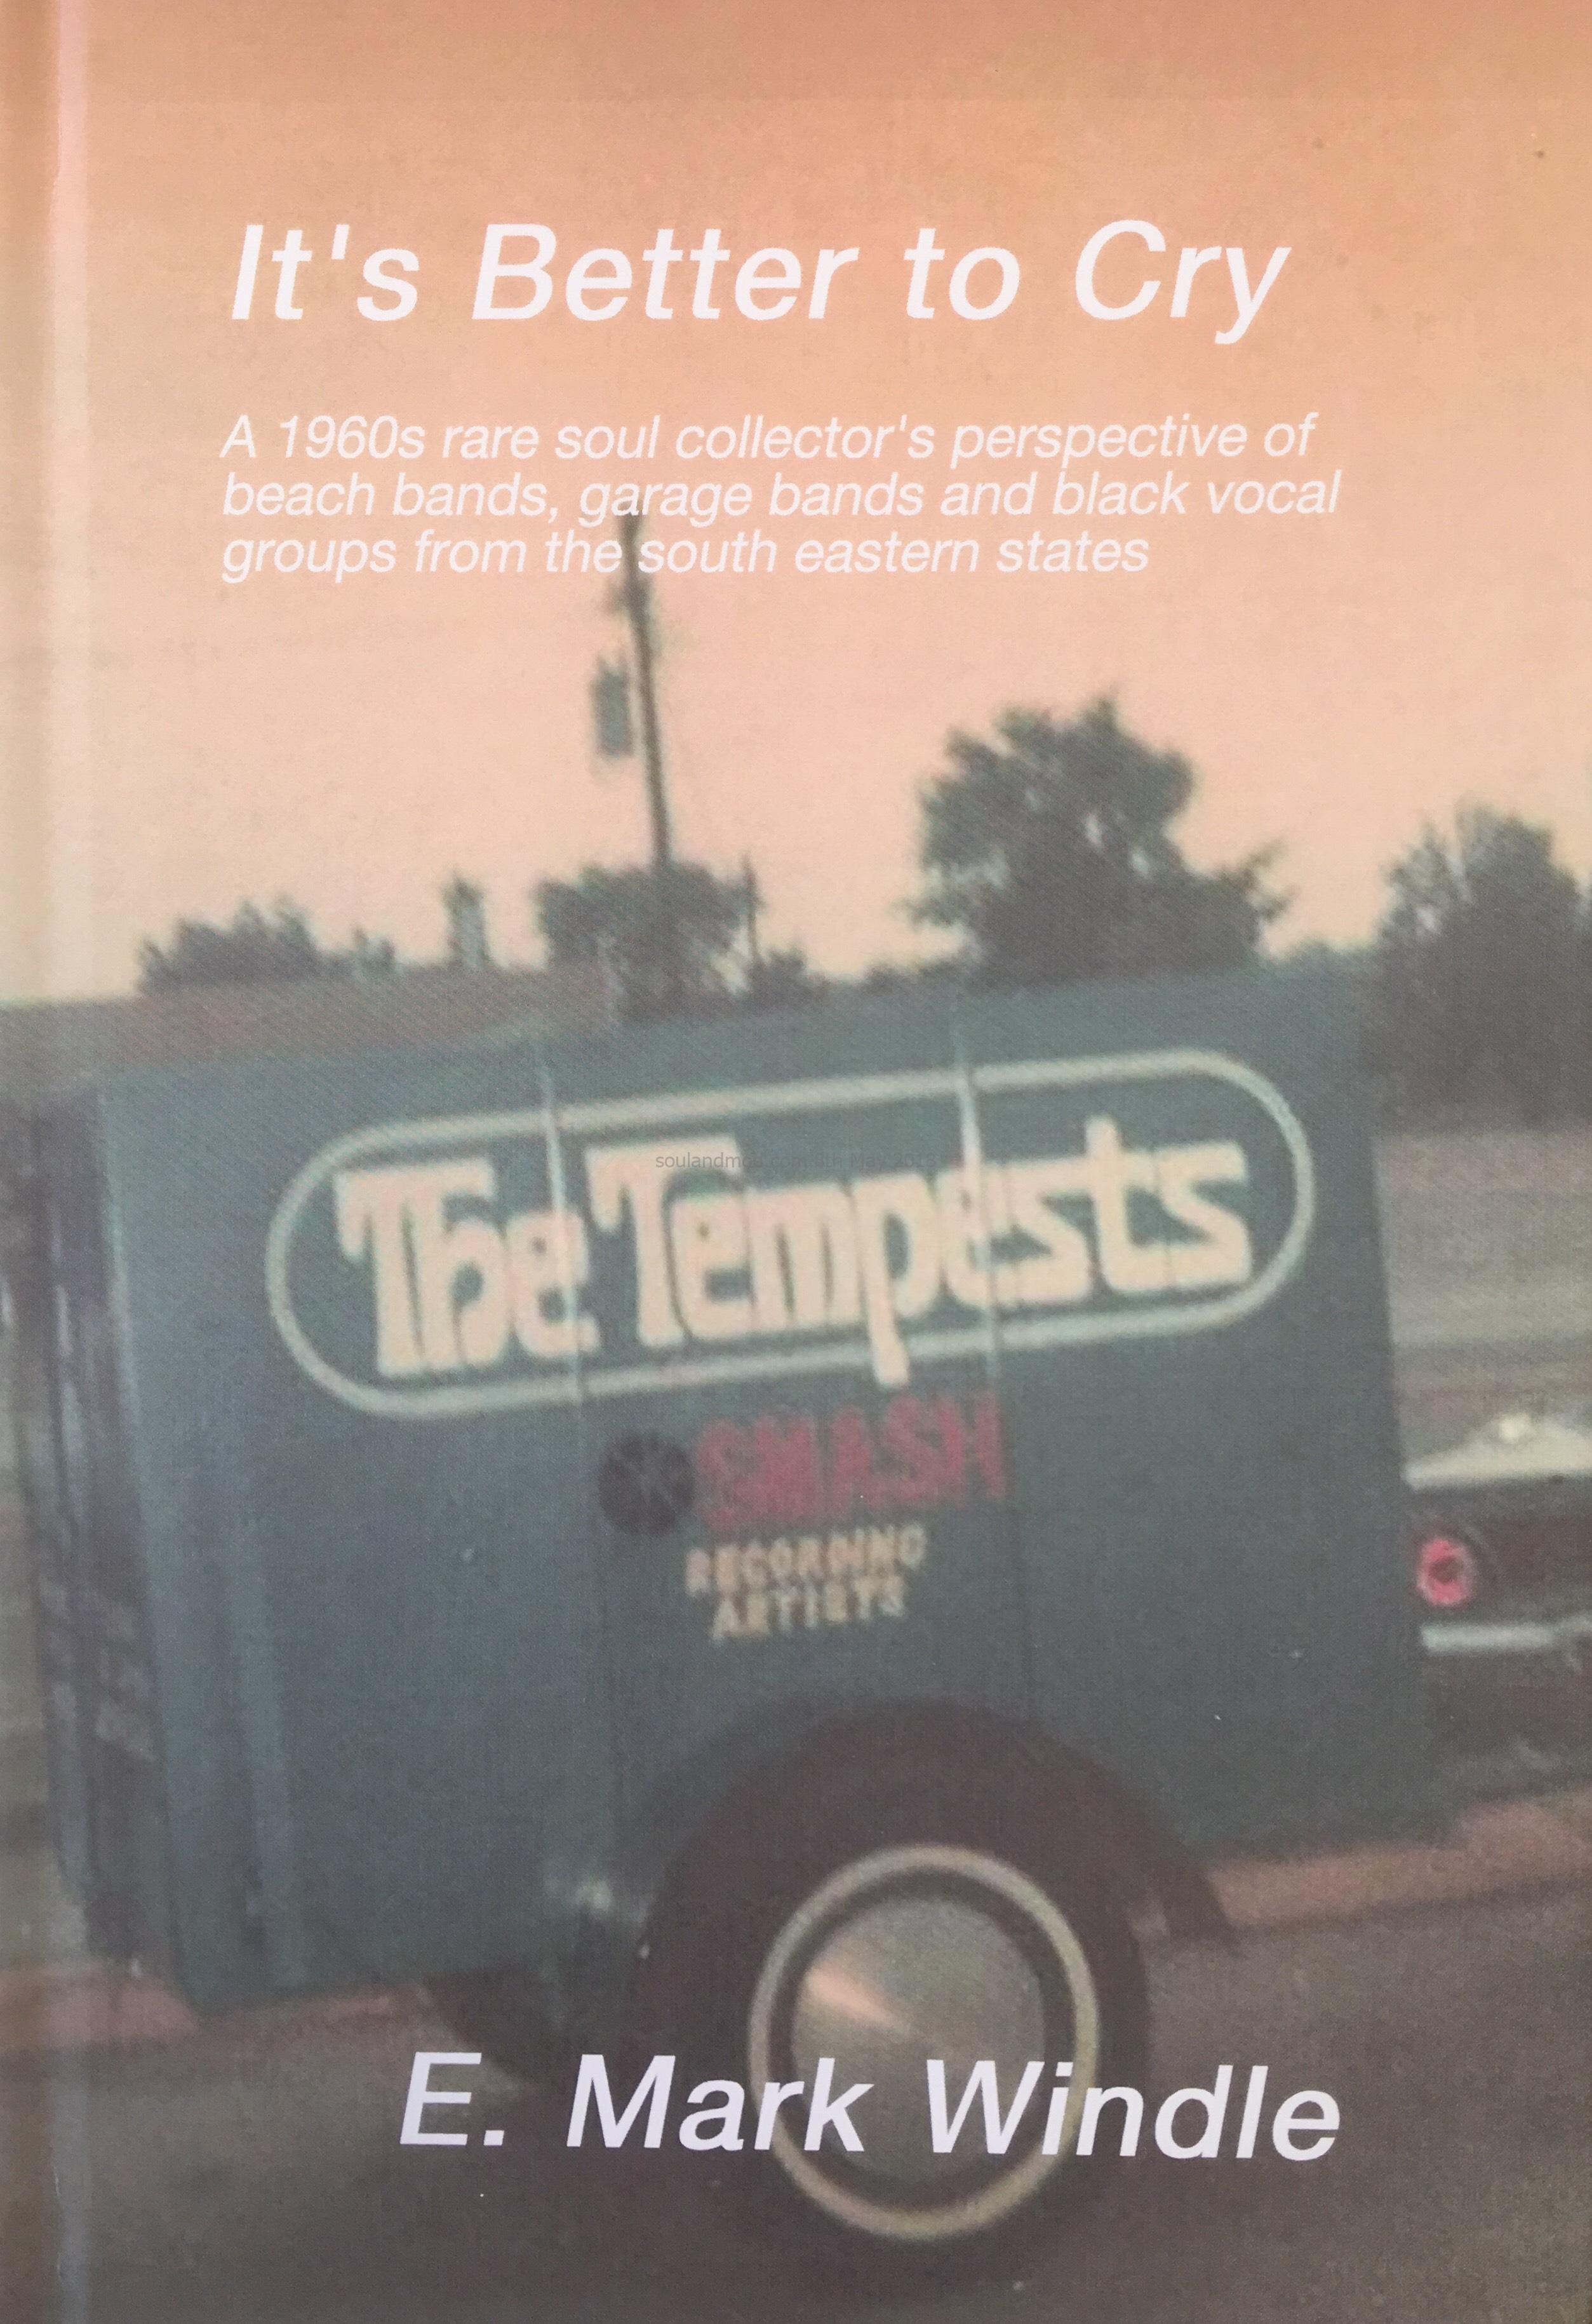 It's Better to Cry
A 1960s rare soul collector's perspective of
beach bands, garage bands and black vocal
groups from the south eastern states
The Tempests
SMASH
RECORDING
ARTISTS
E. Mark Windle